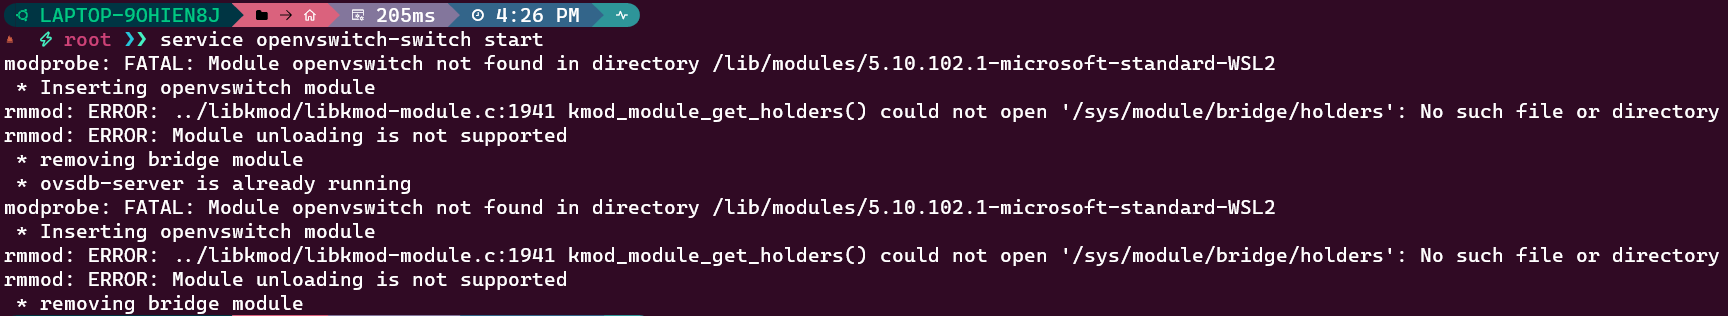 LAPTOP-9OHIEN8J 205ms 4:26 PM
root ❯❯ service openvswitch-switch start
modprobe: FATAL: Module openvswitch not found in directory /lib/modules/5.10.102.1-microsoft-standard-WSL2
* Inserting openvswitch module
rmmod: ERROR: ../libkmod/libkmod-module.c:1941 kmod_module_get_holders() could not open '/sys/module/bridge/holders': No such file or directory
rmmod: ERROR: Module unloading is not supported
* removing bridge module
* ovsdb-server is already running
modprobe: FATAL: Module openvswitch not found in directory /lib/modules/5.10.102.1-microsoft-standard-WSL2
* Inserting openvswitch module
rmmod: ERROR: ../libkmod/libkmod-module.c:1941 kmod_module_get_holders() could not open '/sys/module/bridge/holders': No such file or directory
rmmod: ERROR: Module unloading is not supported
* removing bridge module